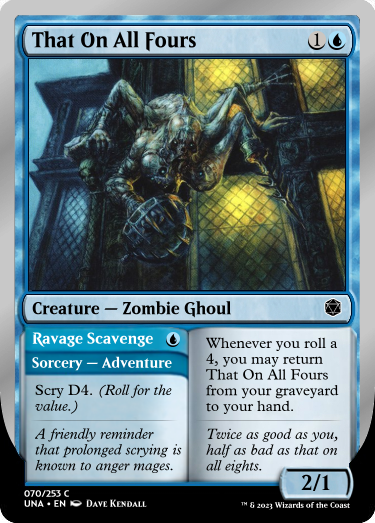 That On All Fours 1
Creature — Zombie Ghoul
Ravage Scavenge
Sorcery — Adventure
Scry D4. (Roll for the
value.)
A friendly reminder
that prolonged scrying is
known to anger mages.
Whenever you roll a
4, you may return
That On All Fours
from your graveyard
to your hand.
Twice as good as you,
half as bad as that on
all eights.
2/1
070/253 C
UNA • EN Dave Kendall
™ & © 2023 Wizards of the Coast